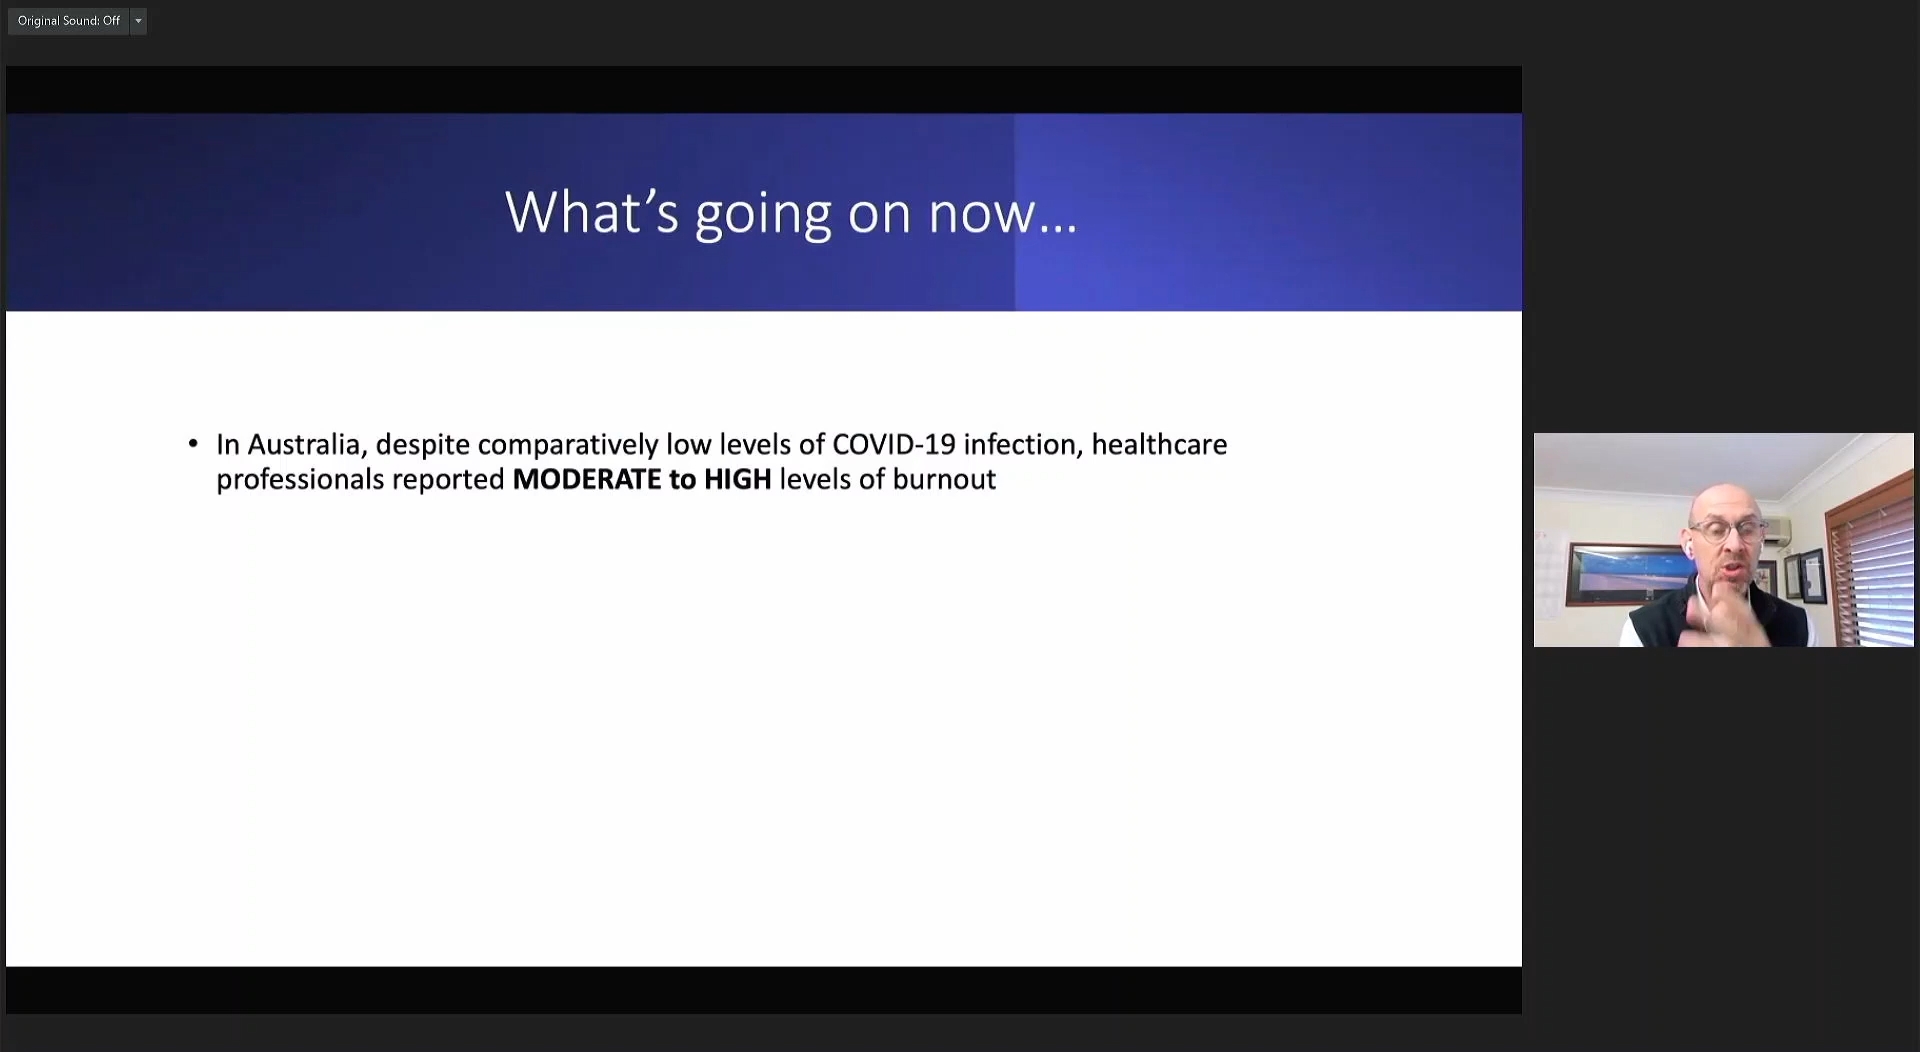 Original Sound: Off
What’s going on now...
• In Australia, despite comparatively low levels of COVID-19 infection, healthcare
professionals reported MODERATE to HIGH levels of burnout